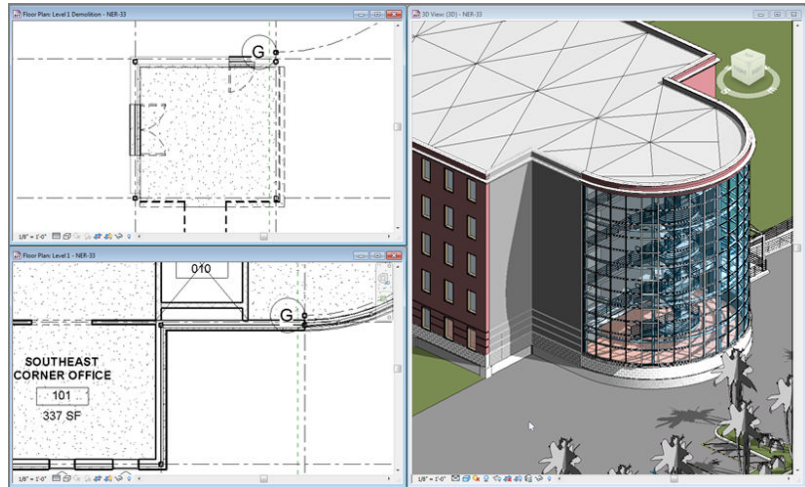 Floor Plan: Level 1 Demolition - NER-33
G
1/8" = 1'-0"
Floor Plan: Level 1 - NER-33
010
G
SOUTHEAST
CORNER OFFICE
101
337 SF
1/8" = 1'-0"
3D View: {3D} - NER-33
1/8" = 1'-0"